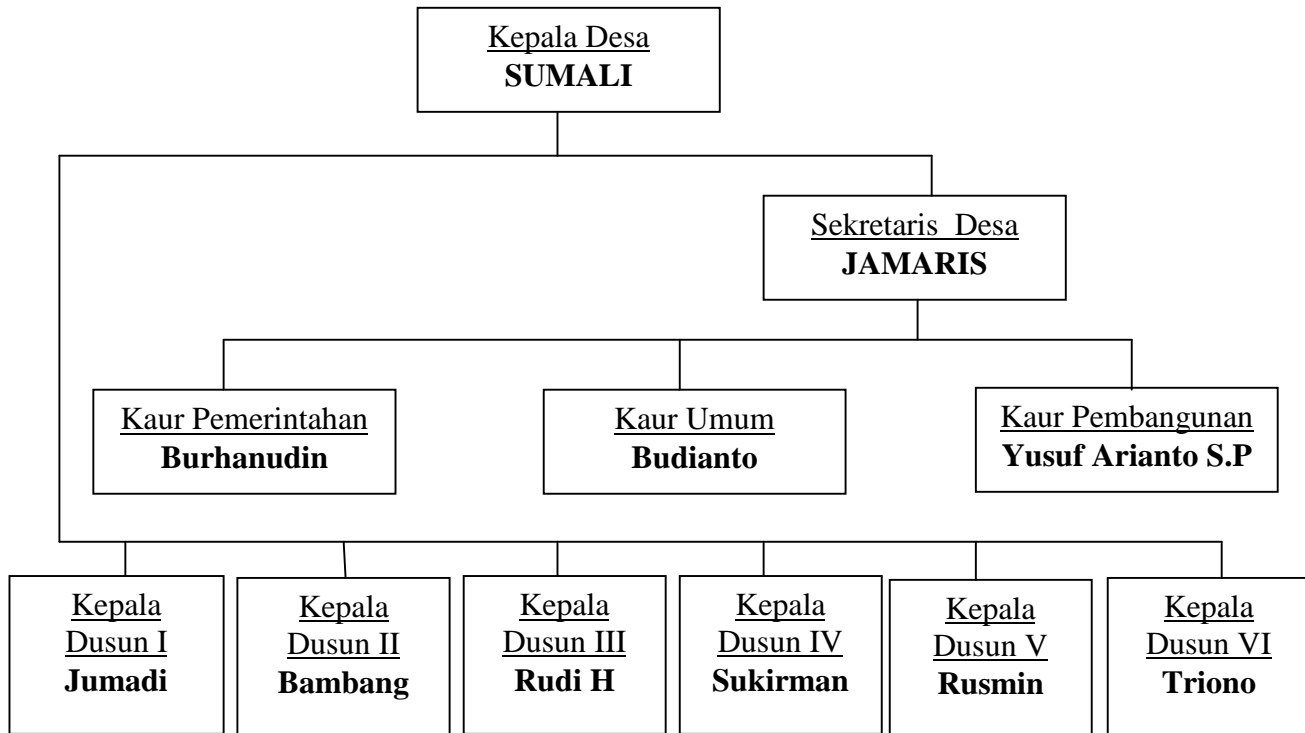 Kepala Desa
SUMALI
Sekretaris Desa
JAMARIS
Kaur Pemerintahan
Burhanudin
Kaur Umum
Budianto
Kaur Pembangunan
Yusuf Arianto S.P
Kepala
Dusun I
Jumadi
Kepala
Dusun II
Bambang
Kepala
Dusun III
Rudi H
Kepala
Dusun IV
Sukirman
Kepala
Dusun V
Rusmin
Kepala
Dusun VI
Triono